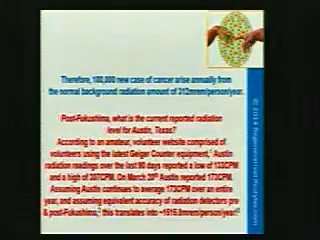 Therefore, 100,000 new case of cancer arise annually from
the normal background radiation amount of 312mrem/person/year.
Post-Fukushima, what is the current reported radiation
level for Austin, Texas?
According to an amateur, volunteer website comprised of
volunteers using the latest Geiger Counter equipment, Austin
radiation readings over the last 90 days reported a low of 133CPM
and a high of 307CPM. On March 29th Austin reported 173CPM.
Assuming Austin continues to average 173CPM over an entire
year, and assuming equivalent accuracy of radiation detectors pre
& post-Fukushima, this translates into ~1515.9mrem/person/year!
© 2014